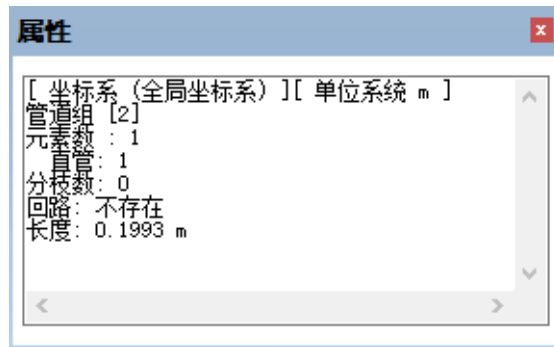 属性
[ 坐标系（全局坐标系）][ 单位系统 m ]
管道组 [2]
元素数 : 1
直管: 1
分枝数: 0
回路: 不存在
长度: 0.1993 m